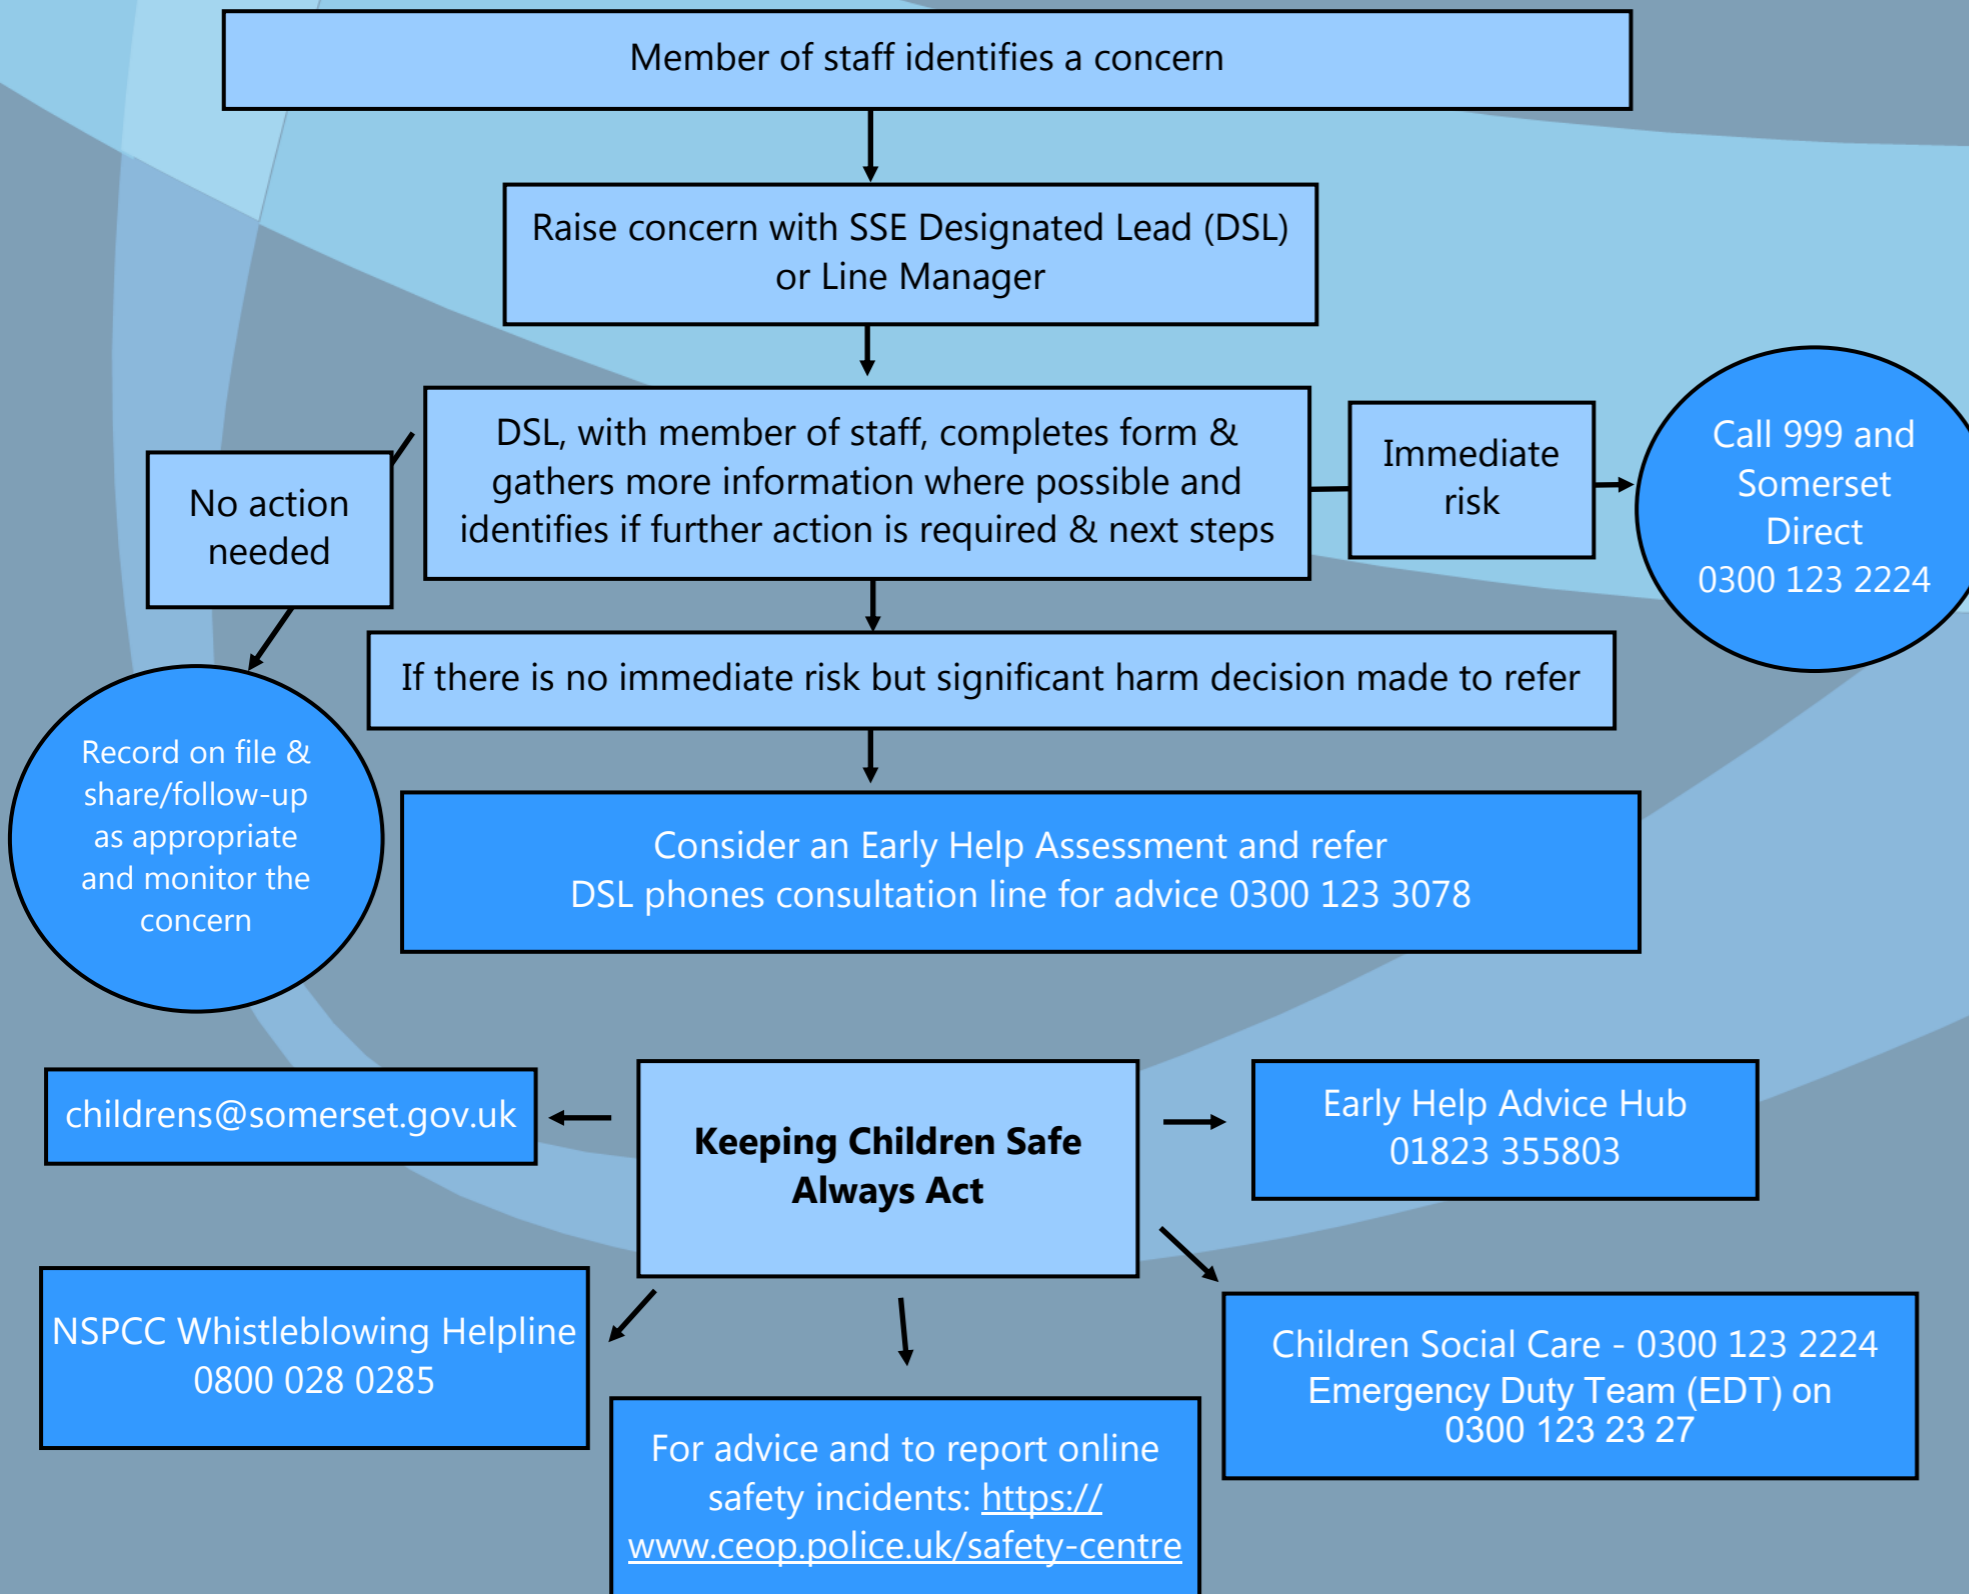 Member of staff identifies a concern
Raise concern with SSE Designated Lead (DSL)
or Line Manager
DSL, with member of staff, completes form &
gathers more information where possible and
identifies if further action is required & next steps
Immediate
risk
Call 999 and
Somerset
Direct
0300 123 2224
No action
needed
If there is no immediate risk but significant harm decision made to refer
Record on file &
share/follow-up
as appropriate
and monitor the
concern
Consider an Early Help Assessment and refer
DSL phones consultation line for advice 0300 123 3078
childrens@somerset.gov.uk
Keeping Children Safe
Always Act
Early Help Advice Hub
01823 355803
NSPCC Whistleblowing Helpline
0800 028 0285
For advice and to report online
safety incidents: https://
www.ceop.police.uk/safety-centre
Children Social Care - 0300 123 2224
Emergency Duty Team (EDT) on
0300 123 23 27